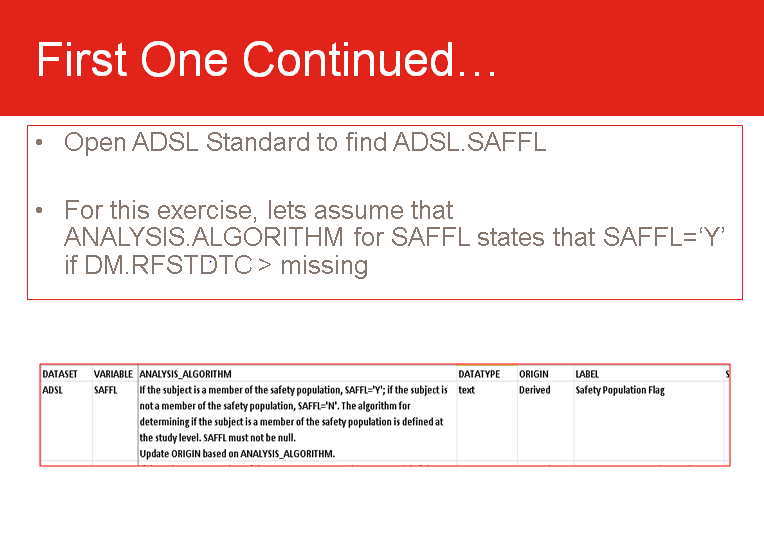 First One Continued…
• Open ADSL Standard to find ADSL.SAFFL
• For this exercise, lets assume that
ANALYSIS.ALGORITHM for SAFFL states that SAFFL=‘Y’
if DM.RFSTDTC > missing
DATASET VARIABLE ANALYSIS_ALGORITHM DATATYPE ORIGIN LABEL S
ADSL SAFFL If the subject is a member of the safety population, SAFFL='Y'; if the subject is text Derived Safety Population Flag
not a member of the safety population, SAFFL='N'. The algorithm for
determining if the subject is a member of the safety population is defined at
the study level. SAFFL must not be null.
Update ORIGIN based on ANALYSIS_ALGORITHM.